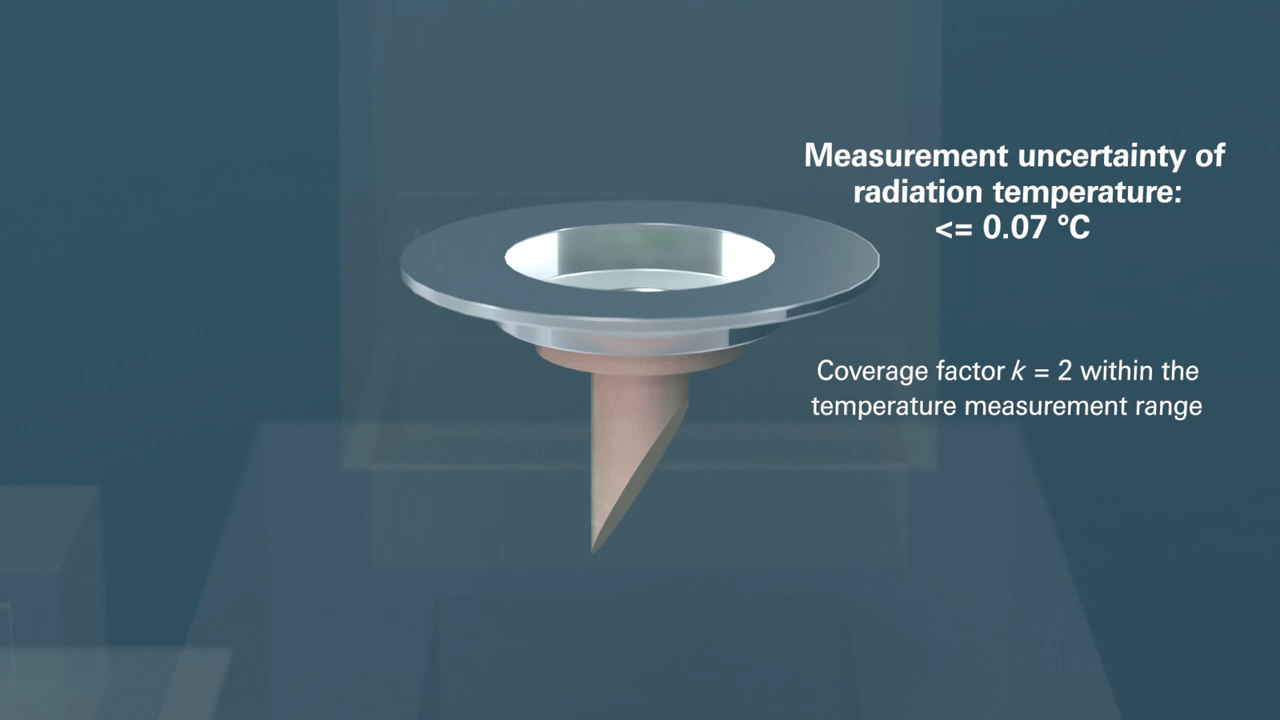 Measurement uncertainty of
radiation temperature:
<= 0.07 °C
Coverage factor k = 2 within the
temperature measurement range